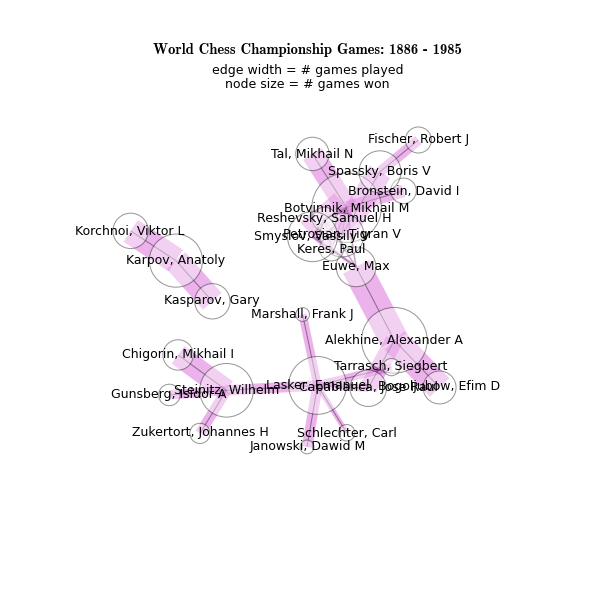 World Chess Championship Games: 1886 - 1985
edge width = # games played
node size = # games won
Fischer, Robert J
Tal, Mikhail N
Spassky, Boris V
Bronstein, David I
Botvinnik, Mikhail M
Reshevsky, Samuel H
Korchnoi, Viktor L
Petrosian, Tigran V
Smyslov, Vassily V
Keres, Paul
Karpov, Anatoly
Euwe, Max
Kasparov, Gary
Marshall, Frank J
Alekhine, Alexander A
Chigorin, Mikhail I
Tarrasch, Siegbert
Lasker, Emanuel
Capablanca, Jose Raul
Bogoljubow, Efim D
Steinitz, Wilhelm
Gunsberg, Isidor A
Zukertort, Johannes H
Schlechter, Carl
Janowski, Dawid M